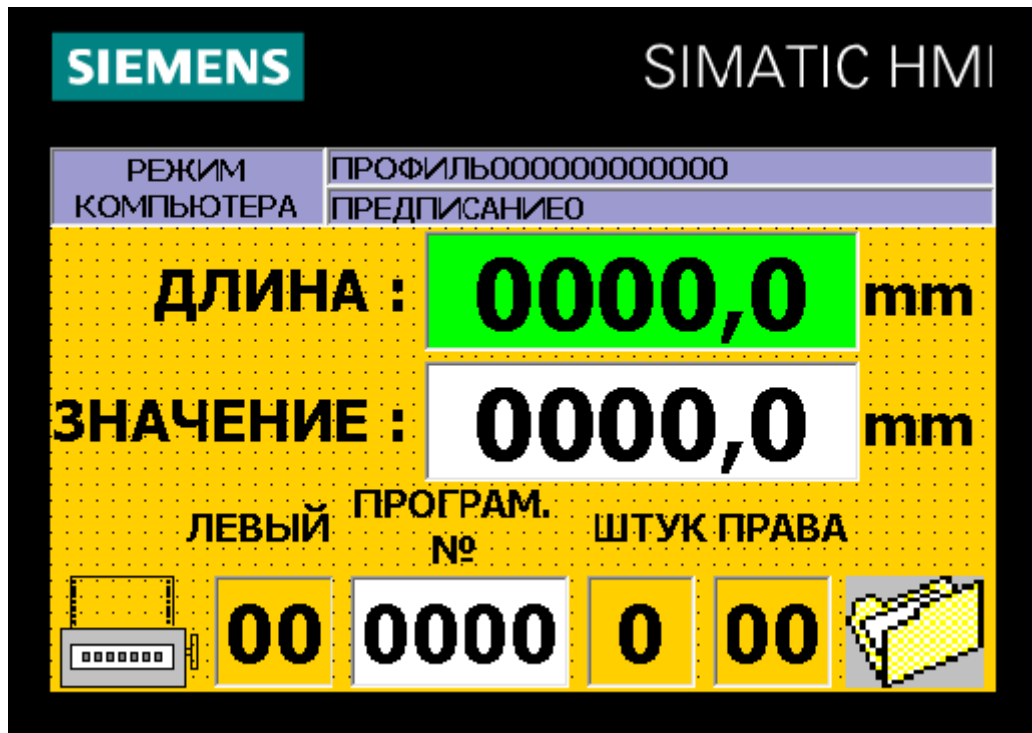 SIEMENS
SIMATIC HMI
РЕЖИМ
КОМПЬЮТЕРА
ПРОФИЛЬ000000000000
ПРЕДПИСАНИЕ0
ДЛИНА : 0000,0 mm
ЗНАЧЕНИЕ : 0000,0 mm
ЛЕВЫЙ ПРОГРАМ. № ШТУК ПРАВА
00 0000 0 00